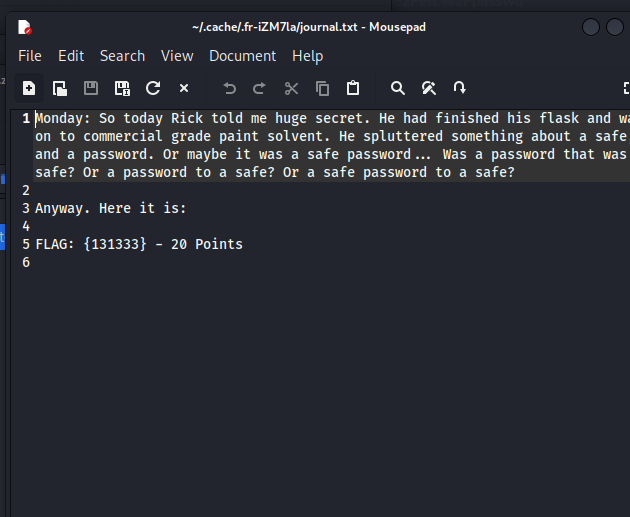 ~/.cache/.fr-iZM7la/journal.txt - Mousepad
File Edit Search View Document Help
1 Monday: So today Rick told me huge secret. He had finished his flask and
on to commercial grade paint solvent. He spluttered something about a safe
and a password. Or maybe it was a safe password... Was a password that was
safe? Or a password to a safe? Or a safe password to a safe?
2
3 Anyway. Here it is:
4
5 FLAG: {131333} - 20 Points
6